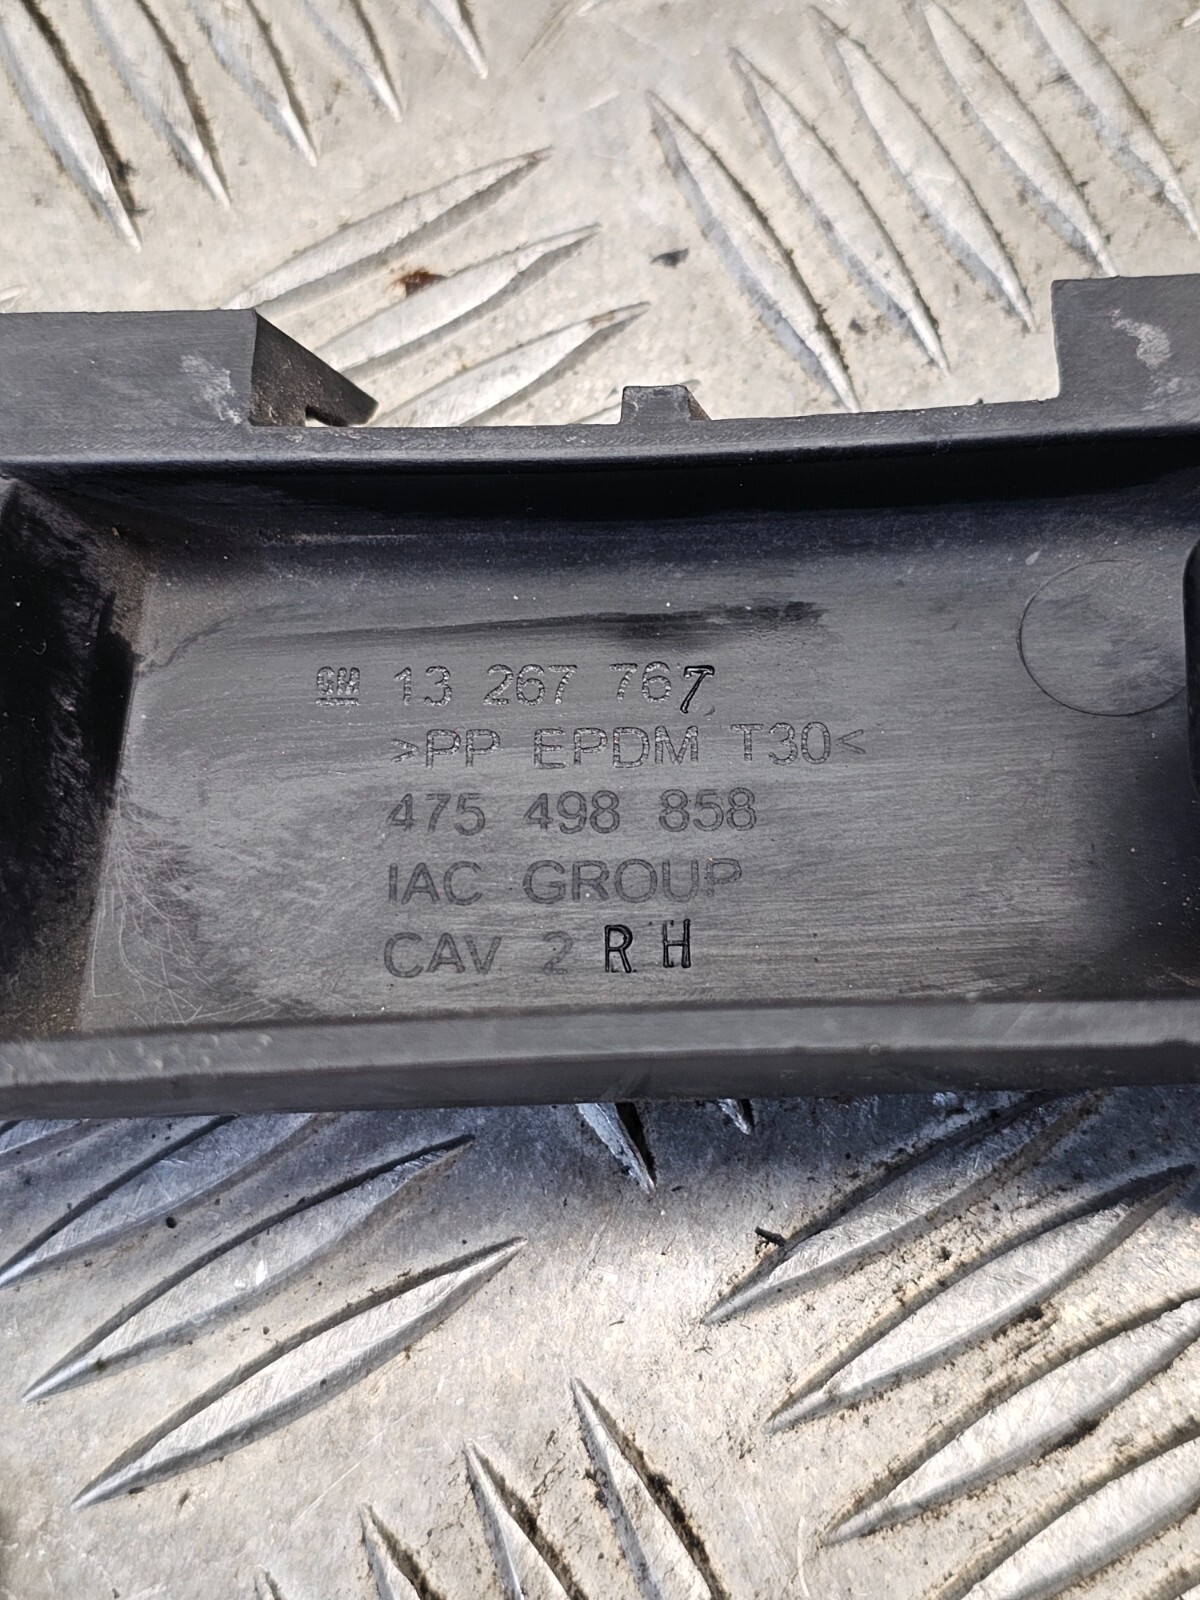 GM 13 267 767
>PP EPDM T30<
475 498 858
IAC GROUP
CAV 2 RH